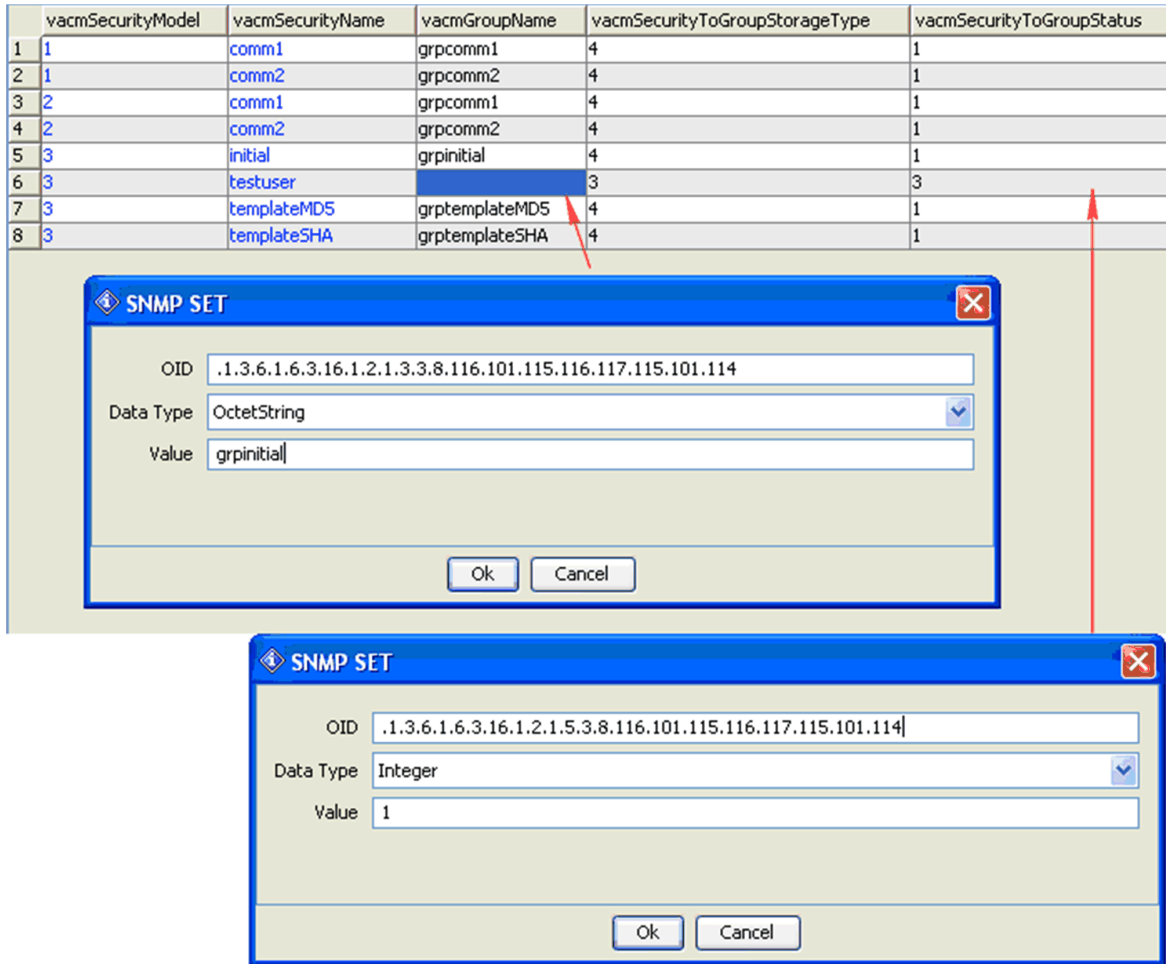 vacmSecurityModel vacmSecurityName vacmGroupName vacmSecurityToGroupStorageType vacmSecurityToGroupStatus
1 1 comm1 grpcomm1 4 1
2 1 comm2 grpcomm2 4 1
3 2 comm1 grpcomm1 4 1
4 2 comm2 grpcomm2 4 1
5 3 initial grpinitial 4 1
6 3 testuser 3 3
7 3 templateMD5 grptemplateMD5 4 1
8 3 templateSHA grptemplateSHA 4 1
SNMP SET
OID .1.3.6.1.6.3.16.1.2.1.3.3.8.116.101.115.116.117.115.101.114
Data Type OctetString
Value grpinitial
Ok Cancel
SNMP SET
OID .1.3.6.1.6.3.16.1.2.1.5.3.8.116.101.115.116.117.115.101.114
Data Type Integer
Value 1
Ok Cancel